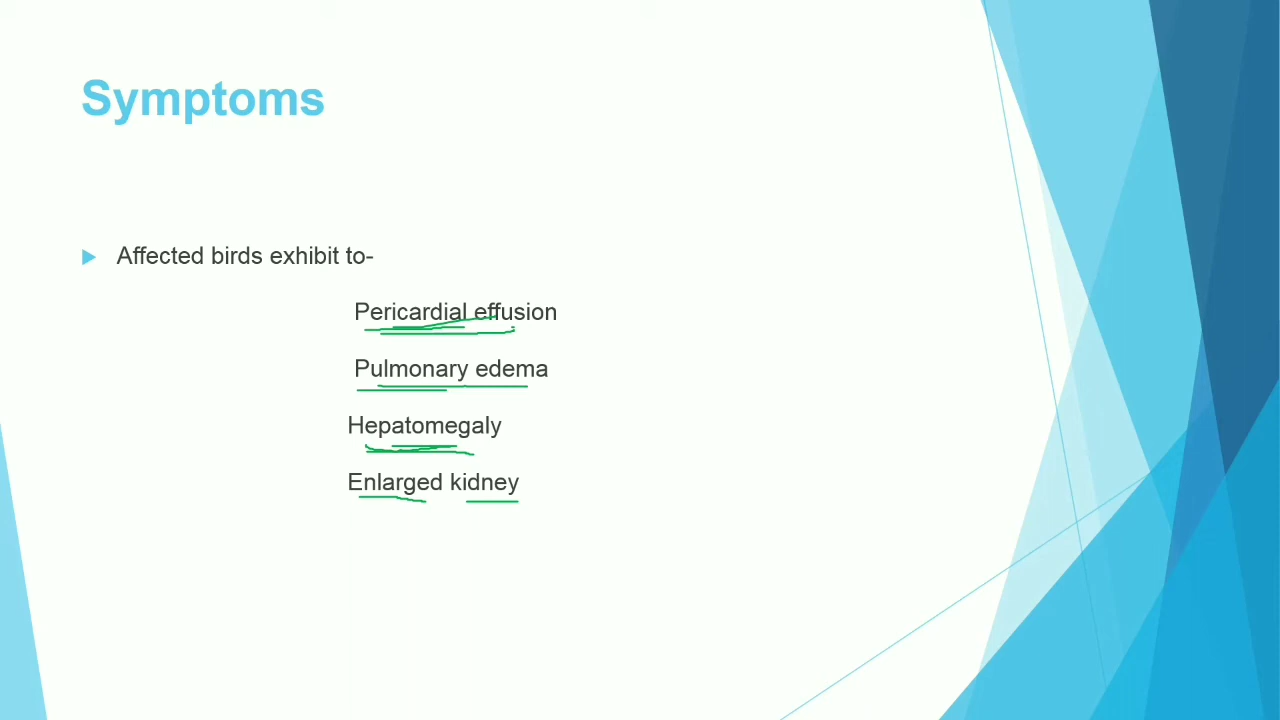 Symptoms
Affected birds exhibit to-
Pericardial effusion
Pulmonary edema
Hepatomegaly
Enlarged kidney